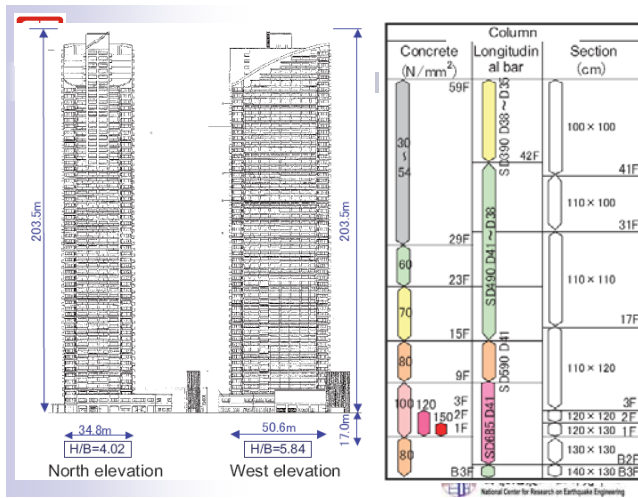 203.5m
203.5m
17.0m
34.8m
50.6m
H/B=4.02
H/B=5.84
North elevation
West elevation
Column
Concrete
(N/mm²)
Longitudin
al bar
Section
(cm)
59F
42F
41F
31F
29F
23F
17F
15F
9F
3F
3F
2F
2F
1F
1F
B2F
B3F
B3F
30
~
54
60
70
80
100
120
150
80
SD390 D38～D35
SD490 D41～D38
SD590 D41
SD685 D41
100×100
110×100
110×110
110×120
120×120
120×130
130×130
140×130
National Center for Research on Earthquake Engineering